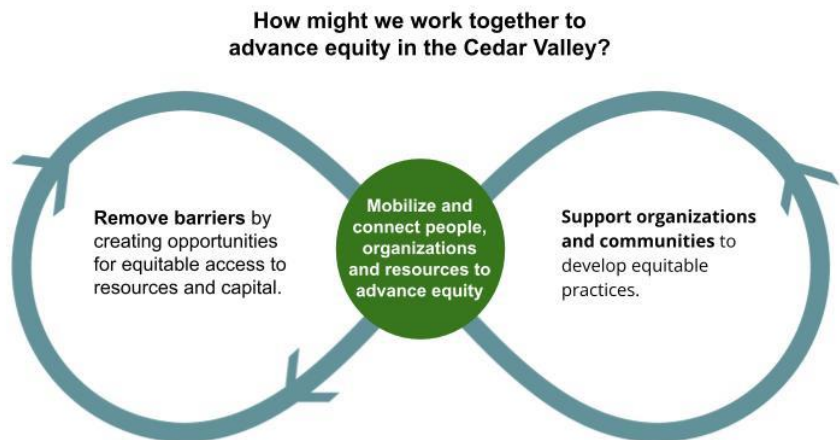 How might we work together to
advance equity in the Cedar Valley?
Remove barriers by
creating opportunities
for equitable access to
resources and capital.
Mobilize and
connect people,
organizations
and resources to
advance equity
Support organizations
and communities to
develop equitable
practices.